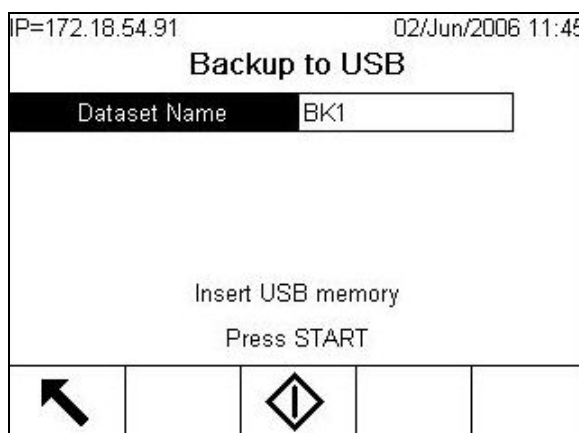 IP=172.18.54.91 02/Jun/2006 11:45
Backup to USB
Dataset Name BK1
Insert USB memory
Press START